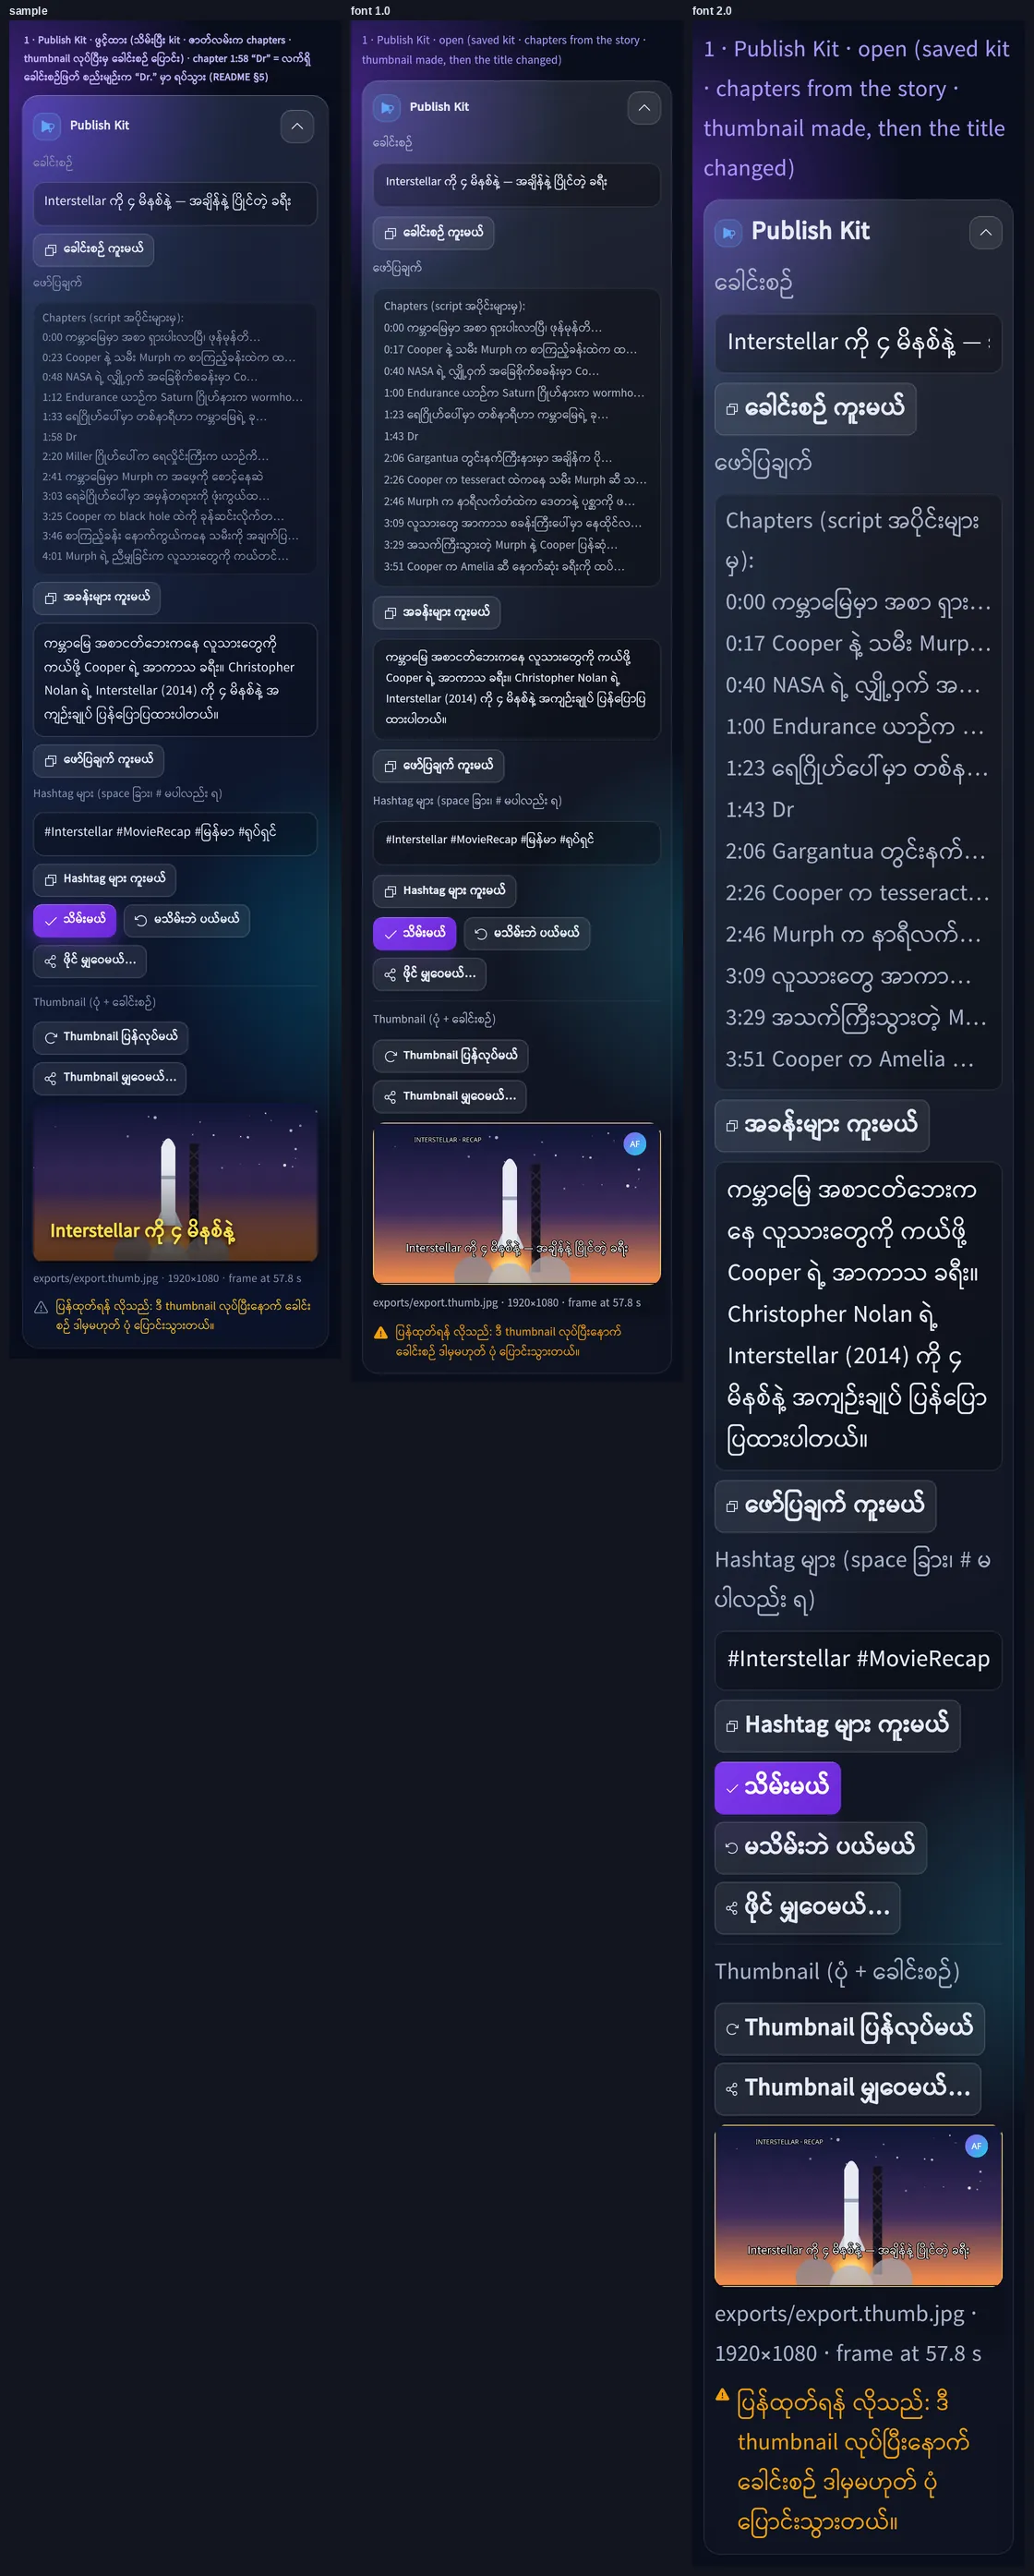 sample
1 · Publish Kit · ဖွင့်ထား (သိမ်းပြီး kit · ဇာတ်လမ်းက chapters ·
thumbnail လုပ်ပြီးမှ ခေါင်းစဉ် ပြောင်း) · chapter 1:58 “Dr” = လက်ရှိ
ခေါင်းစဉ်ဖြတ် စည်းမျဉ်းက “Dr.” မှာ ရပ်သွား (README §5)
Publish Kit
ခေါင်းစဉ်
Interstellar ကို ၄ မိနစ်နဲ့ — အချိန်နဲ့ ပြိုင်တဲ့ ခရီး
ခေါင်းစဉ် ကူးမယ်
ဖော်ပြချက်
Chapters (script အပိုင်းများမှ):
0:00 ကမ္ဘာမြေမှာ အစာ ရှားပါးလာပြီ၊ ဖုန်မုန်တိ…
0:23 Cooper နဲ့ သမီး Murph က စာကြည့်ခန်းထဲက ထ…
0:48 NASA ရဲ့ လျှို့ဝှက် အခြေစိုက်စခန်းမှာ Co…
1:12 Endurance ယာဉ်က Saturn ဂြိုဟ်နားက wormho…
1:33 ရေဂြိုဟ်ပေါ်မှာ တစ်နာရီဟာ ကမ္ဘာမြေရဲ့ ခု…
1:58 Dr
2:20 Miller ဂြိုဟ်ပေါ်က ရေလှိုင်းကြီးက ယာဉ်ကိ…
2:41 ကမ္ဘာမြေမှာ Murph က အဖေ့ကို စောင့်နေဆဲ
3:03 ရေခဲဂြိုဟ်ပေါ်မှာ အမှန်တရားကို ဖုံးကွယ်ထ…
3:25 Cooper က black hole ထဲကို ခုန်ဆင်းလိုက်တ…
3:46 စာကြည့်ခန်း နောက်ကွယ်ကနေ သမီးကို အချက်ပြ…
4:01 Murph ရဲ့ ညီမျှခြင်းက လူသားတွေကို ကယ်တင်…
အခန်းများ ကူးမယ်
ကမ္ဘာမြေ အစာငတ်ဘေးကနေ လူသားတွေကို
ကယ်ဖို့ Cooper ရဲ့ အာကာသ ခရီး။ Christopher
Nolan ရဲ့ Interstellar (2014) ကို ၄ မိနစ်နဲ့ အ
ကျဉ်းချုပ် ပြန်ပြောပြထားပါတယ်။
ဖော်ပြချက် ကူးမယ်
Hashtag များ (space ခြား၊ # မပါလည်း ရ)
#Interstellar #MovieRecap #မြန်မာ #ရုပ်ရှင်
Hashtag များ ကူးမယ်
သိမ်းမယ်
မသိမ်းဘဲ ပယ်မယ်
ဖိုင် မျှဝေမယ်…
Thumbnail (ပုံ + ခေါင်းစဉ်)
Thumbnail ပြန်လုပ်မယ်
Thumbnail မျှဝေမယ်…
Interstellar ကို ၄ မိနစ်နဲ့
exports/export.thumb.jpg · 1920×1080 · frame at 57.8 s
ပြန်ထုတ်ရန် လိုသည်: ဒီ thumbnail လုပ်ပြီးနောက် ခေါင်း
စဉ် ဒါမှမဟုတ် ပုံ ပြောင်းသွားတယ်။
font 1.0
1 · Publish Kit · open (saved kit · chapters from the story ·
thumbnail made, then the title changed)
Publish Kit
ခေါင်းစဉ်
Interstellar ကို ၄ မိနစ်နဲ့ — အချိန်နဲ့ ပြိုင်တဲ့ ခရီး
ခေါင်းစဉ် ကူးမယ်
ဖော်ပြချက်
Chapters (script အပိုင်းများမှ):
0:00 ကမ္ဘာမြေမှာ အစာ ရှားပါးလာပြီ၊ ဖုန်မုန်တိ…
0:17 Cooper နဲ့ သမီး Murph က စာကြည့်ခန်းထဲက ထ…
0:40 NASA ရဲ့ လျှို့ဝှက် အခြေစိုက်စခန်းမှာ Co…
1:00 Endurance ယာဉ်က Saturn ဂြိုဟ်နားက wormho…
1:23 ရေဂြိုဟ်ပေါ်မှာ တစ်နာရီဟာ ကမ္ဘာမြေရဲ့ ခု…
1:43 Dr
2:06 Gargantua တွင်းနက်ကြီးနားမှာ အချိန်က ပို…
2:26 Cooper က tesseract ထဲကနေ သမီး Murph ဆီ သ…
2:46 Murph က နာရီလက်တံထဲက ဒေတာနဲ့ ပုစ္ဆာကို ဖ…
3:09 လူသားတွေ အာကာသ စခန်းကြီးပေါ်မှာ နေထိုင်လ…
3:29 အသက်ကြီးသွားတဲ့ Murph နဲ့ Cooper ပြန်ဆုံ…
3:51 Cooper က Amelia ဆီ နောက်ဆုံး ခရီးကို ထပ်…
အခန်းများ ကူးမယ်
ကမ္ဘာမြေ အစာငတ်ဘေးကနေ လူသားတွေကို ကယ်ဖို့
Cooper ရဲ့ အာကာသ ခရီး။ Christopher Nolan ရဲ့
Interstellar (2014) ကို ၄ မိနစ်နဲ့ အကျဉ်းချုပ် ပြန်ပြောပြ
ထားပါတယ်။
ဖော်ပြချက် ကူးမယ်
Hashtag များ (space ခြား၊ # မပါလည်း ရ)
#Interstellar #MovieRecap #မြန်မာ #ရုပ်ရှင်
Hashtag များ ကူးမယ်
သိမ်းမယ်
မသိမ်းဘဲ ပယ်မယ်
ဖိုင် မျှဝေမယ်…
Thumbnail (ပုံ + ခေါင်းစဉ်)
Thumbnail ပြန်လုပ်မယ်
Thumbnail မျှဝေမယ်…
INTERSTELLAR · RECAP
AF
Interstellar ကို ၄ မိနစ်နဲ့ — အချိန်နဲ့ ပြိုင်တဲ့ ခရီး
exports/export.thumb.jpg · 1920×1080 · frame at 57.8 s
ပြန်ထုတ်ရန် လိုသည်: ဒီ thumbnail လုပ်ပြီးနောက်
ခေါင်းစဉ် ဒါမှမဟုတ် ပုံ ပြောင်းသွားတယ်။
font 2.0
1 · Publish Kit · open (saved kit
· chapters from the story ·
thumbnail made, then the title
changed)
Publish Kit
ခေါင်းစဉ်
Interstellar ကို ၄ မိနစ်နဲ့ —
ခေါင်းစဉ် ကူးမယ်
ဖော်ပြချက်
Chapters (script အပိုင်းများ
မှ):
0:00 ကမ္ဘာမြေမှာ အစာ ရှား…
0:17 Cooper နဲ့ သမီး Murp…
0:40 NASA ရဲ့ လျှို့ဝှက် အ…
1:00 Endurance ယာဉ်က …
1:23 ရေဂြိုဟ်ပေါ်မှာ တစ်န…
1:43 Dr
2:06 Gargantua တွင်းနက်…
2:26 Cooper က tesseract…
2:46 Murph က နာရီလက်…
3:09 လူသားတွေ အာကာ…
3:29 အသက်ကြီးသွားတဲ့ M…
3:51 Cooper က Amelia …
အခန်းများ ကူးမယ်
ကမ္ဘာမြေ အစာငတ်ဘေးက
နေ လူသားတွေကို ကယ်ဖို့
Cooper ရဲ့ အာကာသ ခရီး။
Christopher Nolan ရဲ့
Interstellar (2014) ကို ၄
မိနစ်နဲ့ အကျဉ်းချုပ် ပြန်ပြော
ပြထားပါတယ်။
ဖော်ပြချက် ကူးမယ်
Hashtag များ (space ခြား၊ # မ
ပါလည်း ရ)
#Interstellar #MovieRecap
Hashtag များ ကူးမယ်
သိမ်းမယ်
မသိမ်းဘဲ ပယ်မယ်
ဖိုင် မျှဝေမယ်…
Thumbnail (ပုံ + ခေါင်းစဉ်)
Thumbnail ပြန်လုပ်မယ်
Thumbnail မျှဝေမယ်…
INTERSTELLAR · RECAP
AF
Interstellar ကို ၄ မိနစ်နဲ့ — အချိန်နဲ့ ပြိုင်တဲ့ ခရီး
exports/export.thumb.jpg ·
1920×1080 · frame at 57.8 s
ပြန်ထုတ်ရန် လိုသည်: ဒီ
thumbnail လုပ်ပြီးနောက်
ခေါင်းစဉ် ဒါမှမဟုတ် ပုံ
ပြောင်းသွားတယ်။